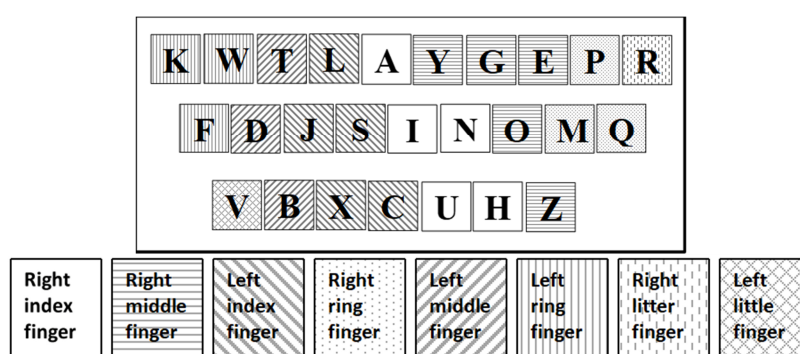 K W T L A Y G E P R
F D J S I N O M Q
V B X C U H Z
Right index finger
Right middle finger
Left index finger
Right ring finger
Left middle finger
Left ring finger
Right litter finger
Left little finger